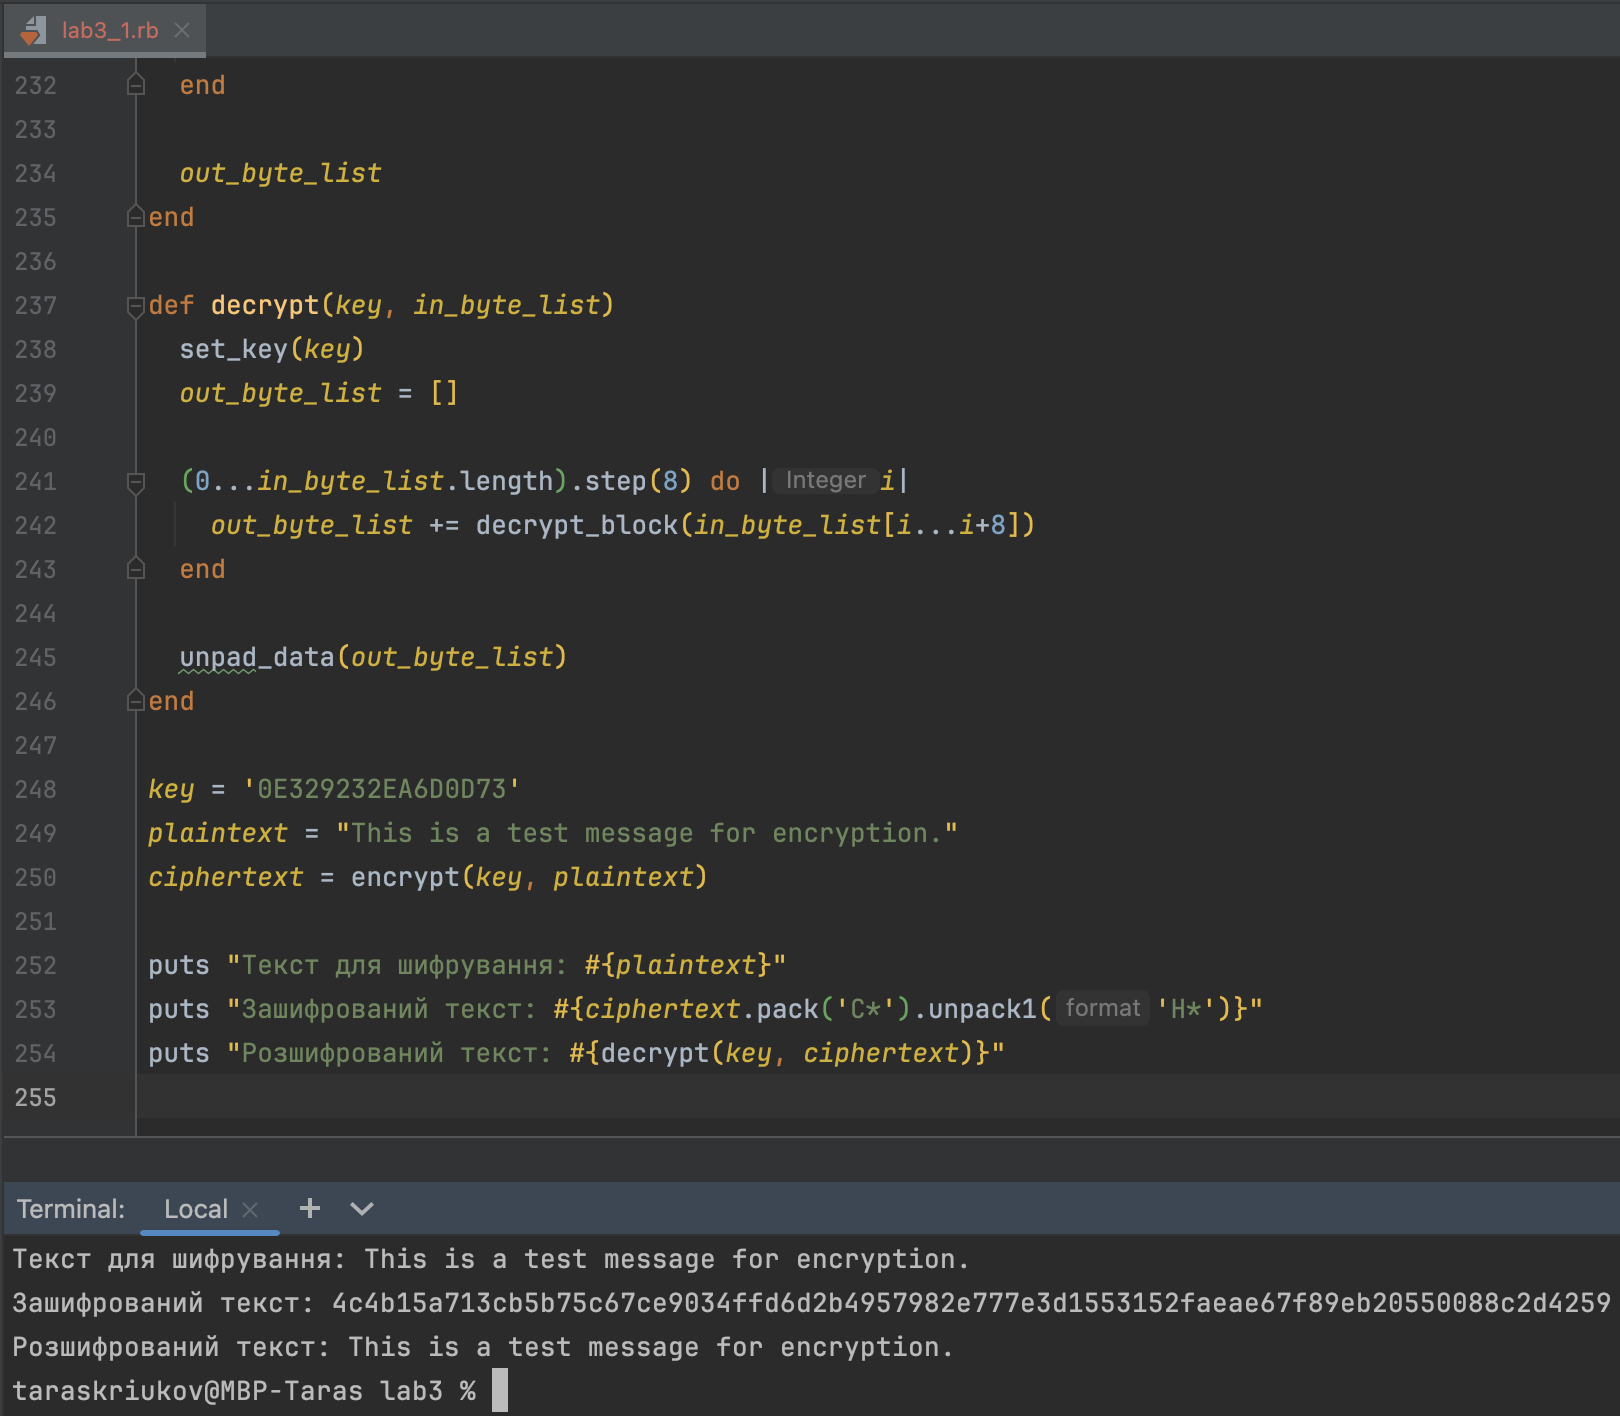 lab3_1.rb
232 end
233
234 out_byte_list
235 end
236
237 def decrypt(key, in_byte_list)
238 set_key(key)
239 out_byte_list = []
240
241 (0...in_byte_list.length).step(8) do | Integer i|
242 out_byte_list += decrypt_block(in_byte_list[i...i+8])
243 end
244
245 unpad_data(out_byte_list)
246 end
247
248 key = '0E329232EA6D0D73'
249 plaintext = "This is a test message for encryption."
250 ciphertext = encrypt(key, plaintext)
251
252 puts "Текст для шифрування: #{plaintext}"
253 puts "Зашифрований текст: #{ciphertext.pack('C*').unpack1( format 'H*')}"
254 puts "Розшифрований текст: #{decrypt(key, ciphertext)}"
255
Terminal: Local
Текст для шифрування: This is a test message for encryption.
Зашифрований текст: 4c4b15a713cb5b75c67ce9034ffd6d2b4957982e777e3d1553152faeae67f89eb20550088c2d4259
Розшифрований текст: This is a test message for encryption.
taraskriukov@MBP-Taras lab3 %